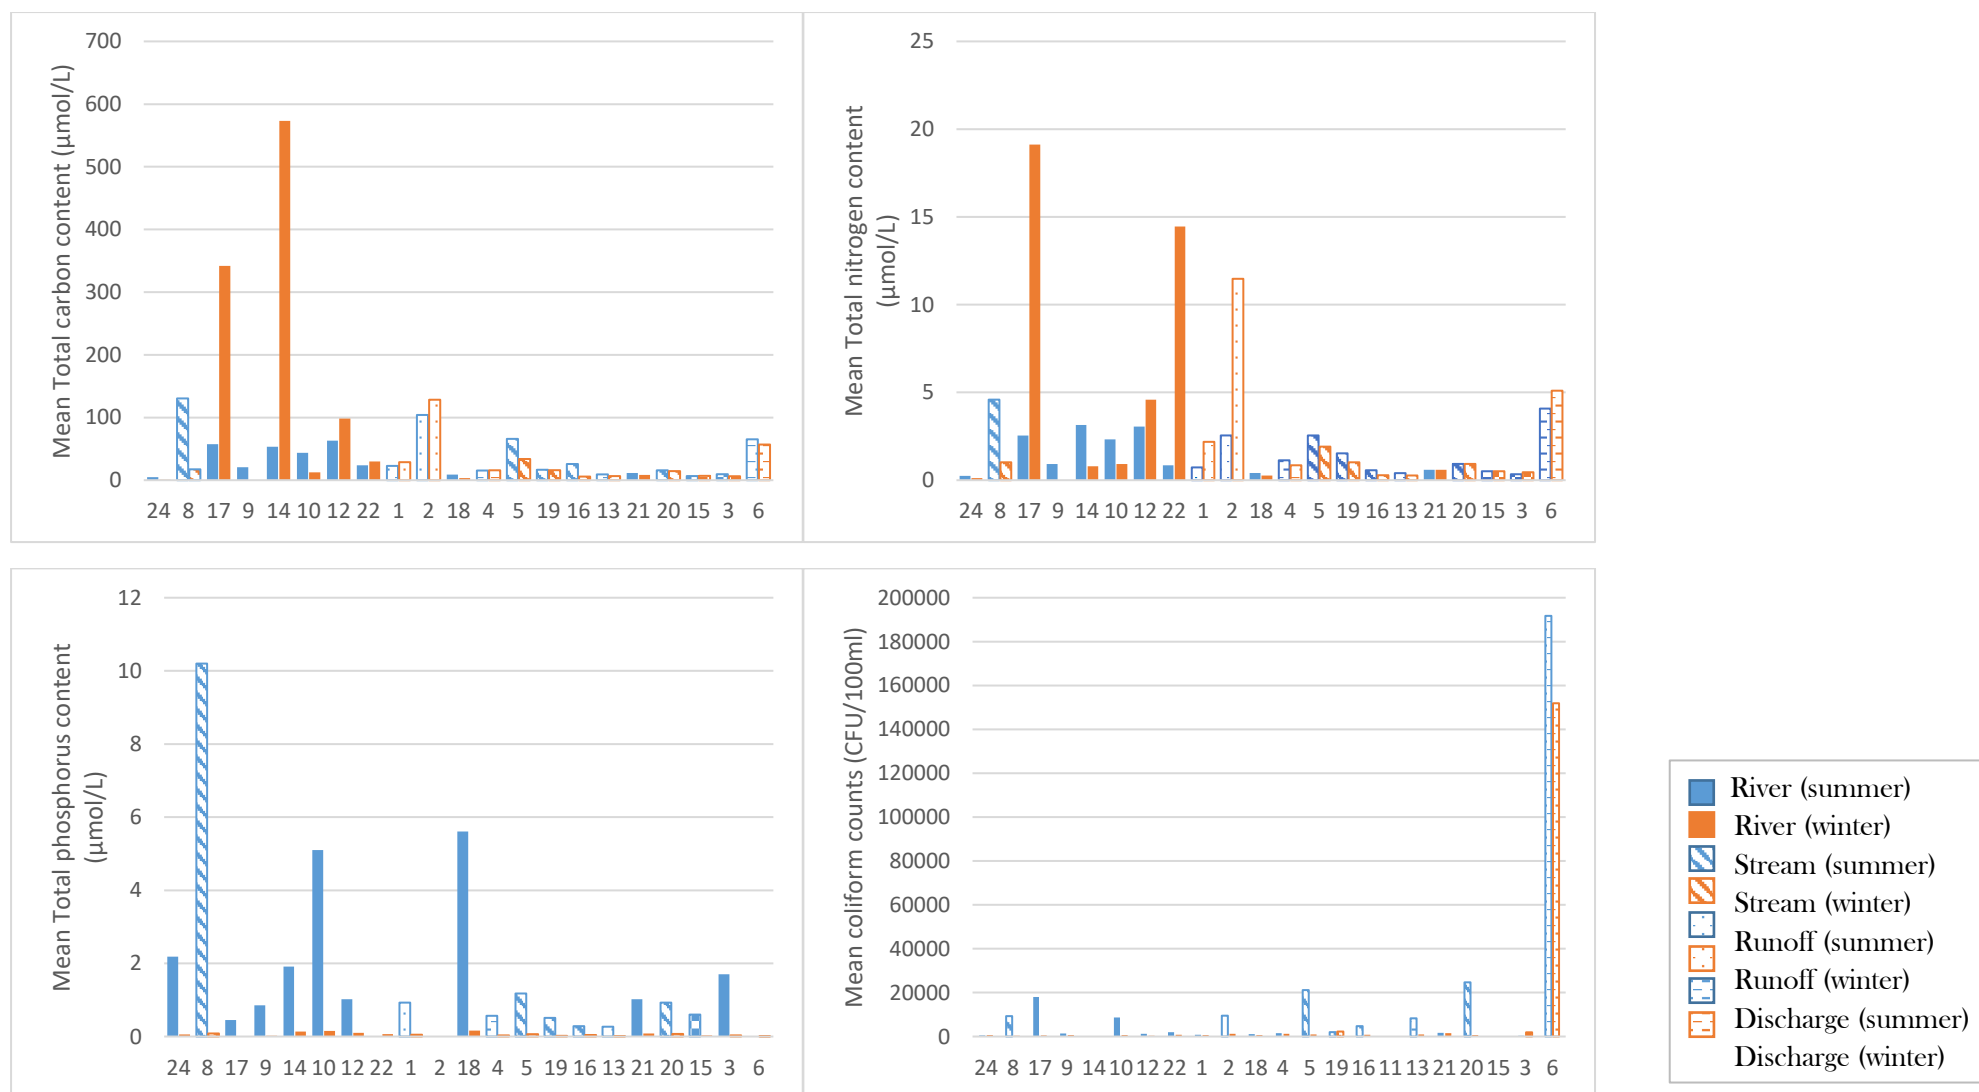 700
600
500
400
300
200
100
0
Mean Total carbon content (µmol/L)
24 8 17 9 14 10 12 22 1 2 18 4 5 19 16 13 21 20 15 3 6
25
20
15
10
5
0
Mean Total nitrogen content
(µmol/L)
24 8 17 9 14 10 12 22 1 2 18 4 5 19 16 13 21 20 15 3 6
12
10
8
6
4
2
0
Mean Total phosphorus content
(µmol/L)
24 8 17 9 14 10 12 22 1 2 18 4 5 19 16 13 21 20 15 3 6
200000
180000
160000
140000
120000
100000
80000
60000
40000
20000
0
Mean coliform counts (CFU/100ml)
24 8 17 9 14 10 12 22 1 2 18 4 5 19 16 11 13 21 20 15 3 6
River (summer)
River (winter)
Stream (summer)
Stream (winter)
Runoff (summer)
Runoff (winter)
Discharge (summer)
Discharge (winter)